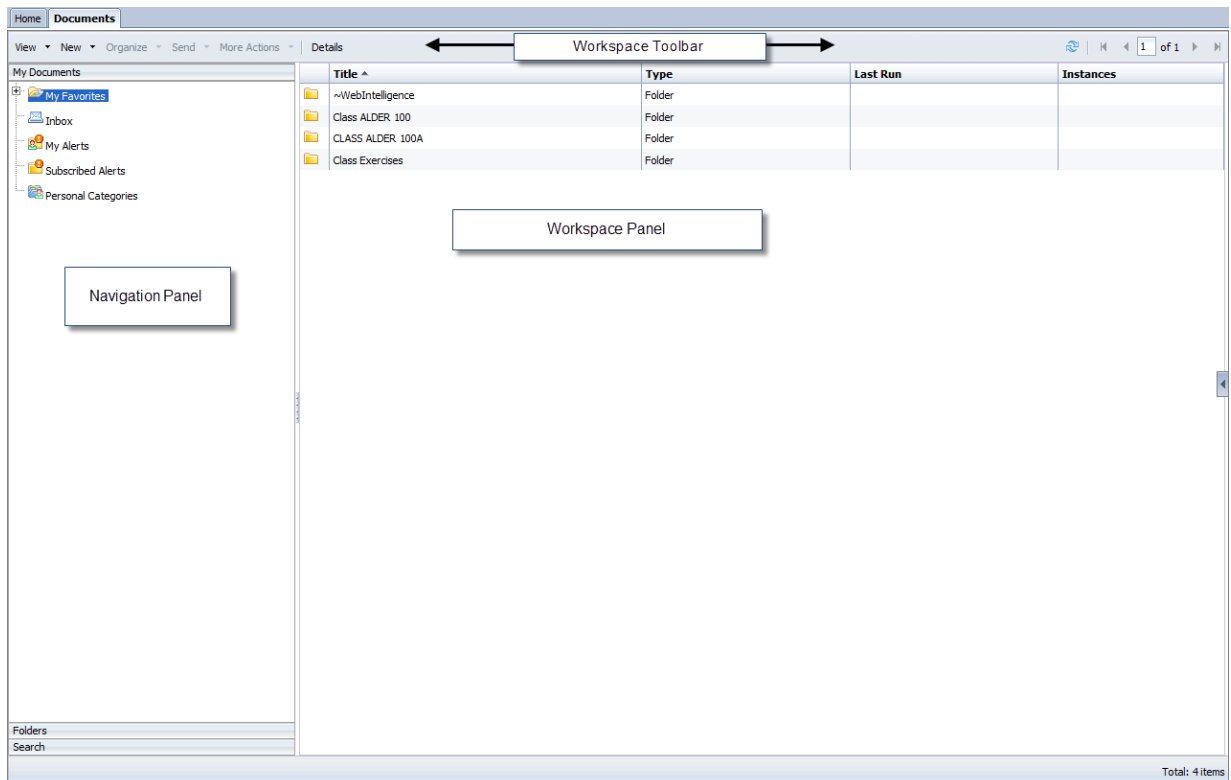 Home Documents
View New Organize Send More Actions Details Workspace Toolbar 1 of 1
My Documents
Title Type Last Run Instances
My Favorites
Inbox
My Alerts
Subscribed Alerts
Personal Categories
~WebIntelligence Folder
Class ALDER 100 Folder
CLASS ALDER 100A Folder
Class Exercises Folder
Workspace Panel
Navigation Panel
Folders
Search
Total: 4 items